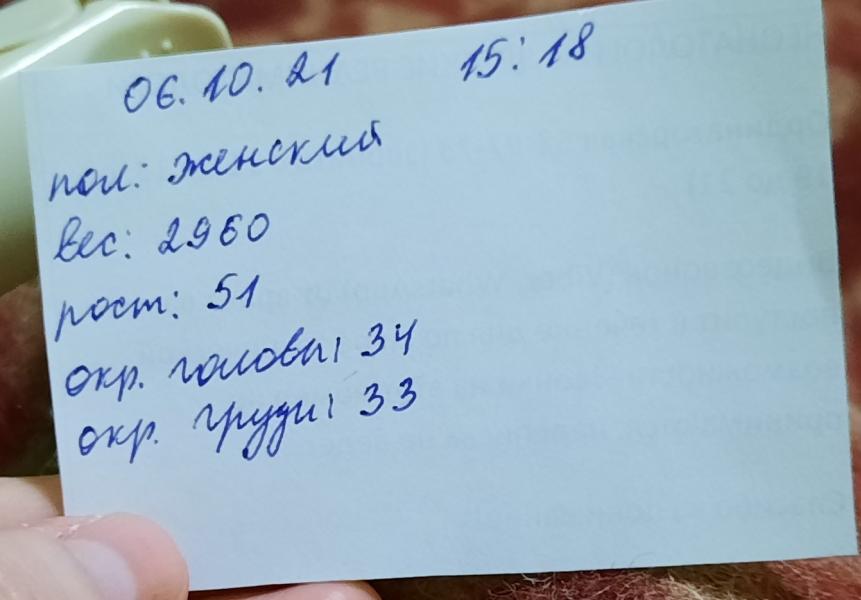 06.10.21 15:18
пол: женский
вес: 2960
рост: 51
окр. головы: 34
окр. груди: 33